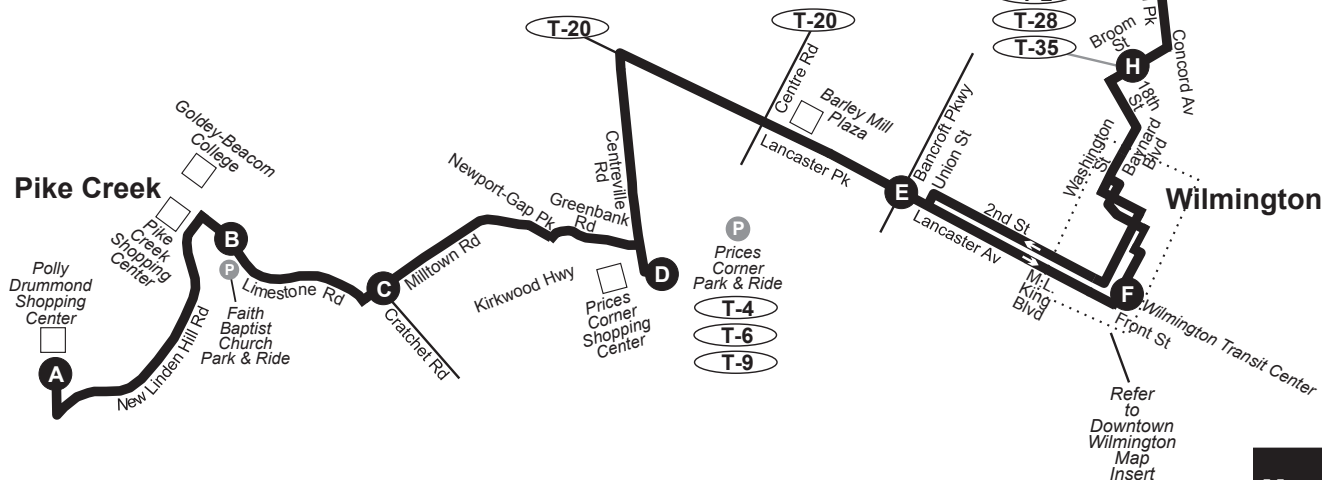 T-20
T-20
T-28
T-35
Broom
St
H
Pk
Concord Av
18th
St
Baynard
Blvd
Washington
St
Wilmington
Centre Rd
Barley Mill
Plaza
Bancroft Pkwy
Union St
Lancaster Pk
E
2nd St
Lancaster Av
M.L.
King
Blvd
F
Front St
Wilmington Transit Center
Refer
to
Downtown
Wilmington
Map
Insert
Goldey-Beacom
College
Pike Creek
Pike
Creek
Shopping
Center
B
P
Faith
Baptist
Church
Park & Ride
Limestone Rd
Polly
Drummond
Shopping
Center
A
New Linden Hill Rd
C
Cratchet Rd
Milltown Rd
Newport-Gap Pk
Greenbank
Rd
Centreville
Rd
Kirkwood Hwy
Prices
Corner
Shopping
Center
D
P
Prices
Corner
Park & Ride
T-4
T-6
T-9